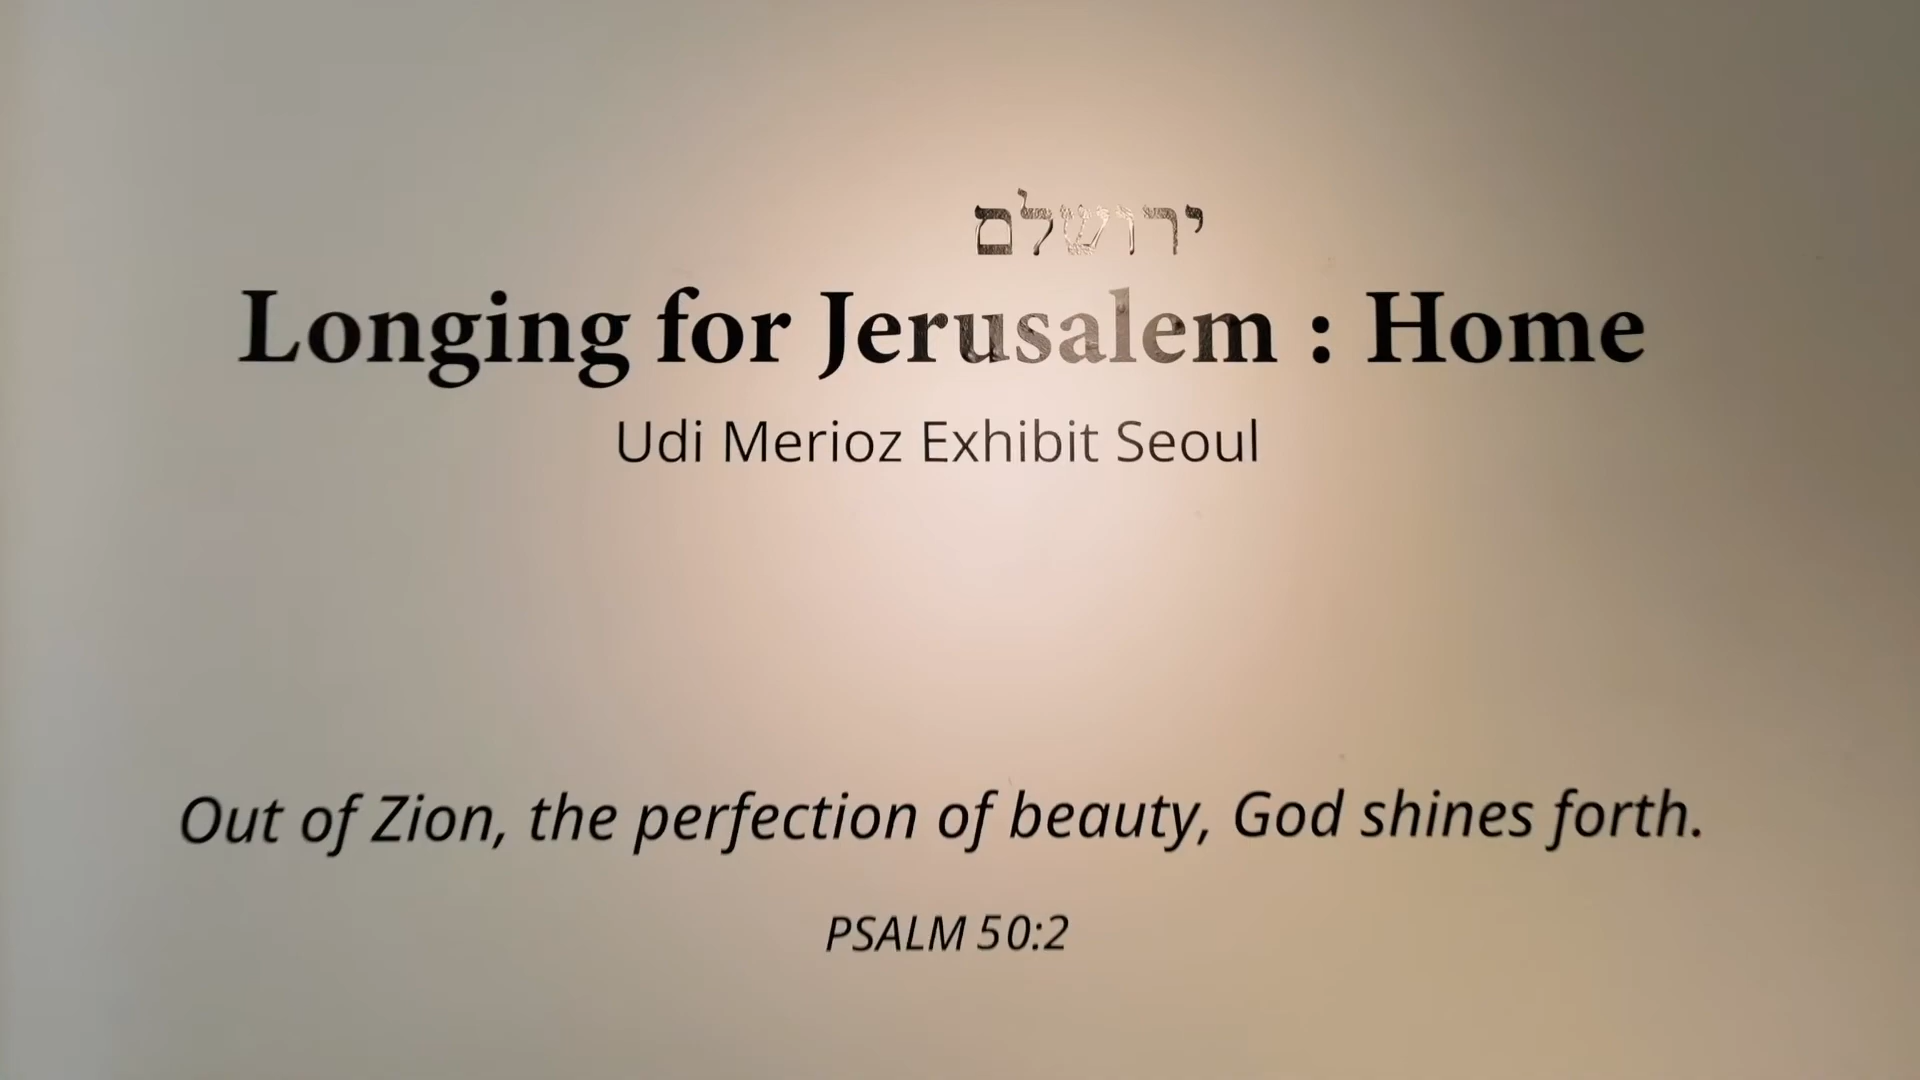 ירושלם
Longing for Jerusalem : Home
Udi Merioz Exhibit Seoul
Out of Zion, the perfection of beauty, God shines forth.
PSALM 50:2